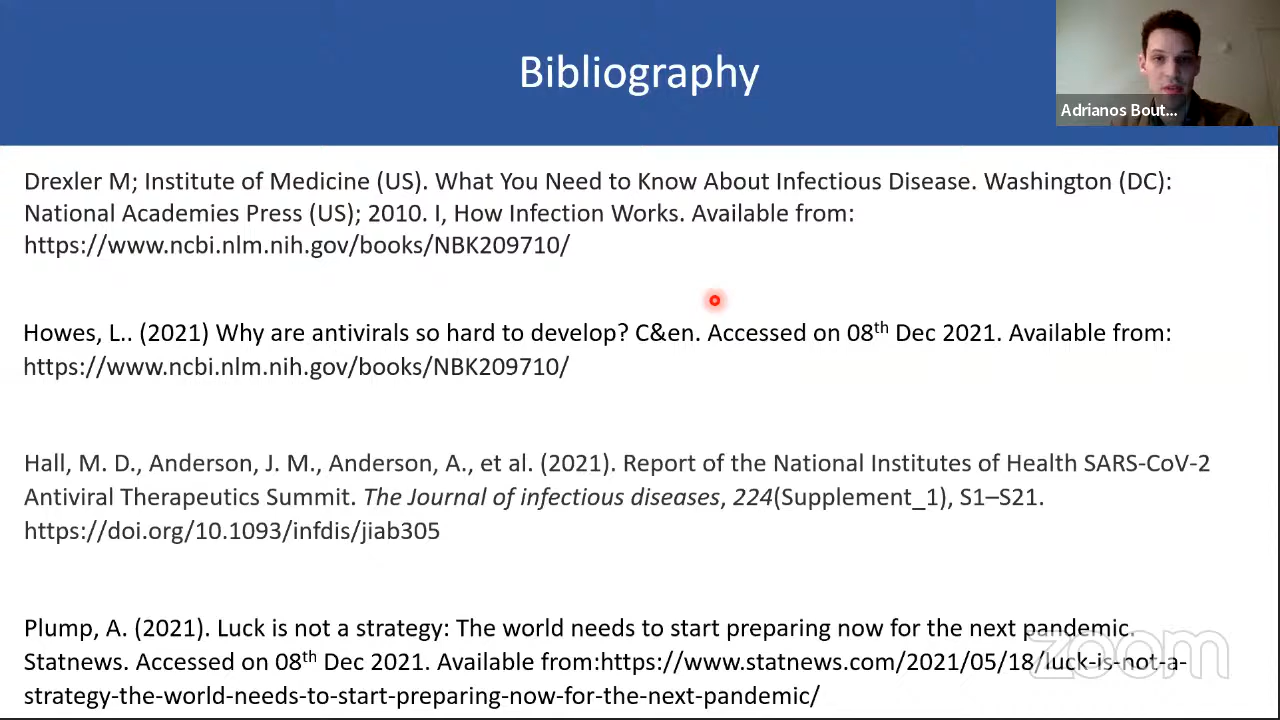 Bibliography
Adrianos Bout...
Drexler M; Institute of Medicine (US). What You Need to Know About Infectious Disease. Washington (DC):
National Academies Press (US); 2010. I, How Infection Works. Available from:
https://www.ncbi.nlm.nih.gov/books/NBK209710/
Howes, L.. (2021) Why are antivirals so hard to develop? C&en. Accessed on 08th Dec 2021. Available from:
https://www.ncbi.nlm.nih.gov/books/NBK209710/
Hall, M. D., Anderson, J. M., Anderson, A., et al. (2021). Report of the National Institutes of Health SARS-CoV-2
Antiviral Therapeutics Summit. The Journal of infectious diseases, 224(Supplement_1), S1–S21.
https://doi.org/10.1093/infdis/jiab305
Plump, A. (2021). Luck is not a strategy: The world needs to start preparing now for the next pandemic.
Statnews. Accessed on 08th Dec 2021. Available from:https://www.statnews.com/2021/05/18/luck-is-not-a-
strategy-the-world-needs-to-start-preparing-now-for-the-next-pandemic/
zoom